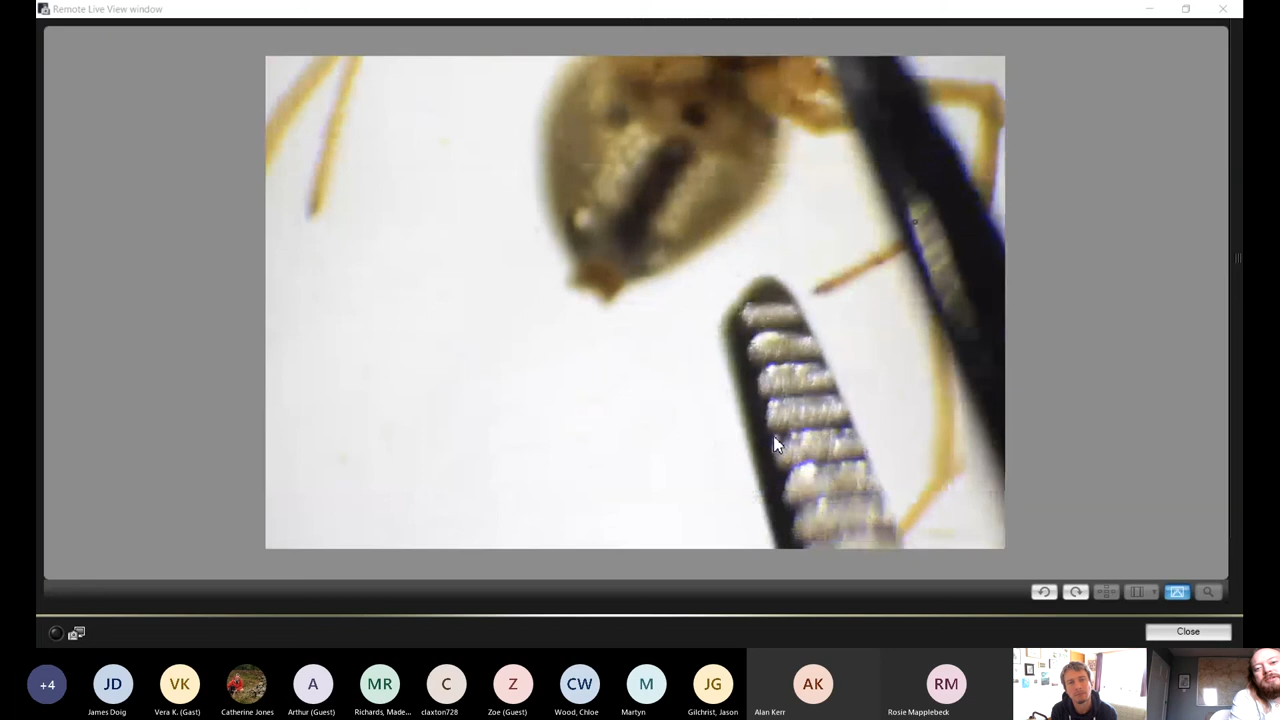 Remote Live View window
Close
+4
JD
VK
A
MR
C
Z
CW
M
JG
AK
RM
James Doig
Vera K. (Gast)
Catherine Jones
Arthur (Guest)
Richards, Made...
claxton728
Zoe (Guest)
Wood, Chloe
Martyn
Gilchrist, Jason
Alan Kerr
Rosie Mapplebeck